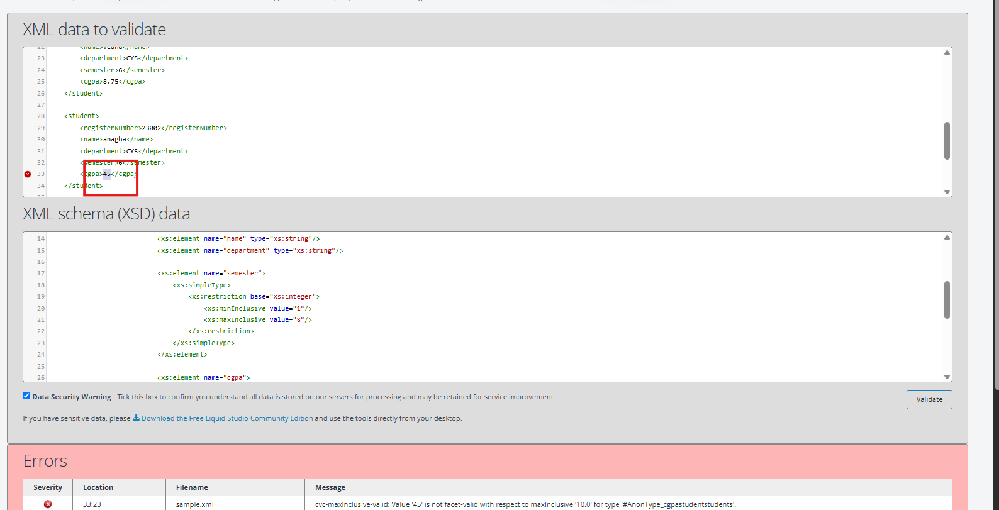 XML data to validate
22 <name>vedha</name>
23 <department>CYS</department>
24 <semester>6</semester>
25 <cgpa>8.75</cgpa>
26 </student>
27
28 <student>
29 <registerNumber>23002</registerNumber>
30 <name>anagha</name>
31 <department>CYS</department>
32 <semester>6</semester>
33 <cgpa>45</cgpa>
34 </student>
35
XML schema (XSD) data
14 <xs:element name="name" type="xs:string"/>
15 <xs:element name="department" type="xs:string"/>
16
17 <xs:element name="semester">
18 <xs:simpleType>
19 <xs:restriction base="xs:integer">
20 <xs:minInclusive value="1"/>
21 <xs:maxInclusive value="8"/>
22 </xs:restriction>
23 </xs:simpleType>
24 </xs:element>
25
26 <xs:element name="cgpa">
Data Security Warning - Tick this box to confirm you understand all data is stored on our servers for processing and may be retained for service improvement.
Validate
If you have sensitive data, please Download the Free Liquid Studio Community Edition and use the tools directly from your desktop.
Errors
Severity Location Filename Message
33:23 sample.xml cvc-maxInclusive-valid: Value '45' is not facet-valid with respect to maxInclusive '10.0' for type '#AnonType_cgpastudentstudents'.